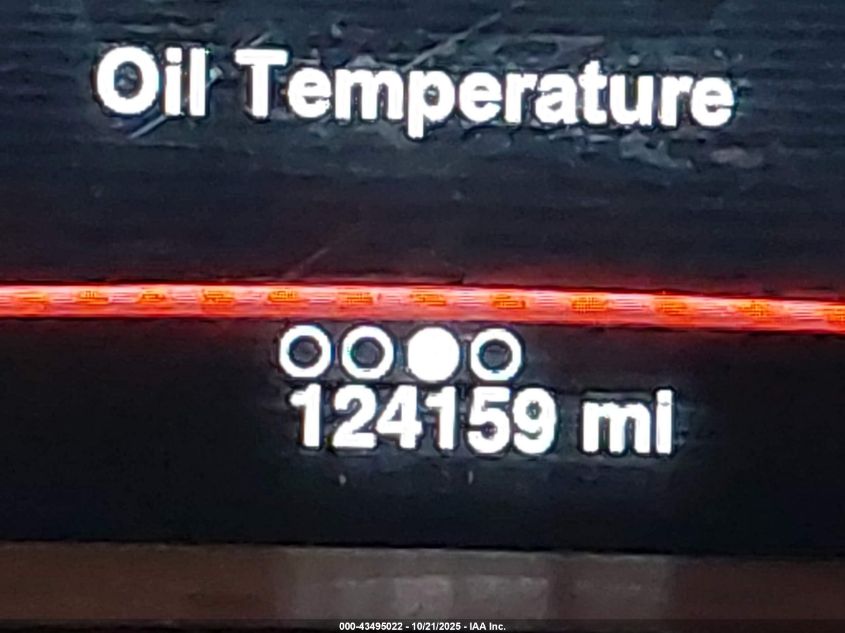 Oil Temperature
124159 mi
000-43495022 - 10/21/2025 - IAA Inc.